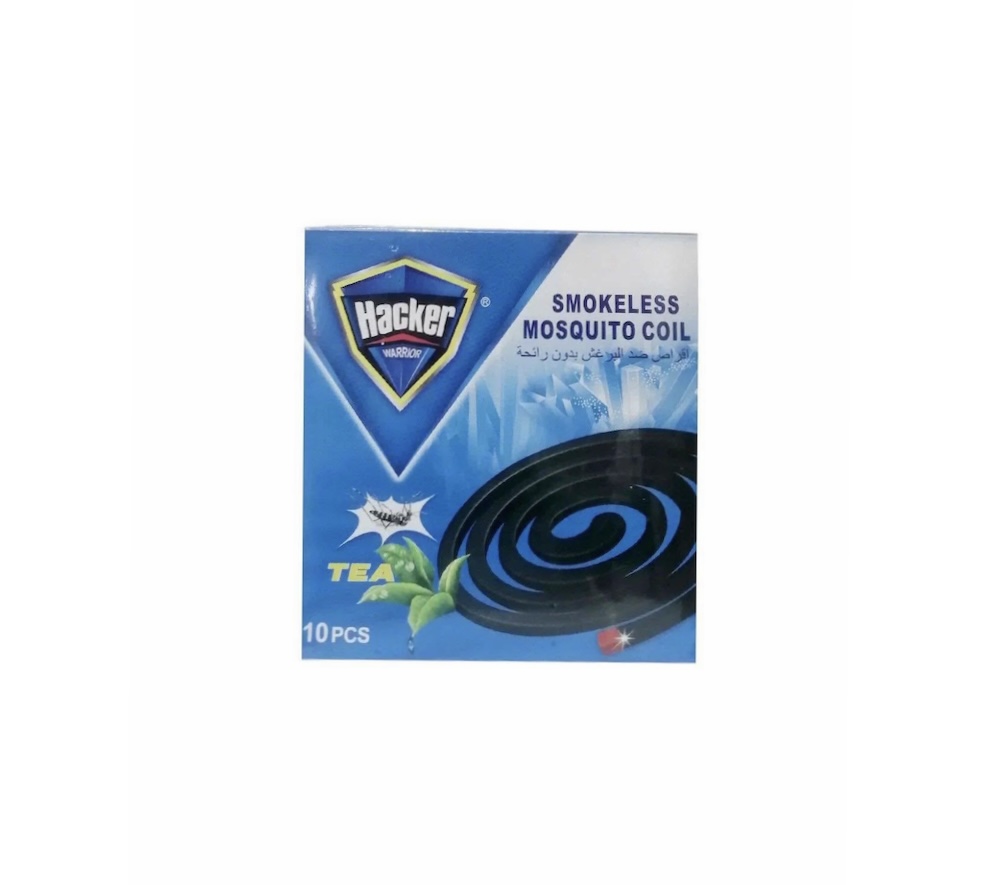 Hacker
®
WARRIOR
SMOKELESS
MOSQUITO COIL
اقراص ضد البرغش بدون رائحة
TEA
10 PCS